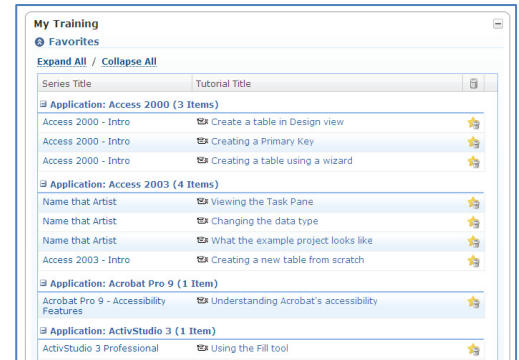 My Training
Favorites
Expand All / Collapse All
Series Title Tutorial Title
Application: Access 2000 (3 Items)
Access 2000 - Intro Create a table in Design view
Access 2000 - Intro Creating a Primary Key
Access 2000 - Intro Creating a table using a wizard
Application: Access 2003 (4 Items)
Name that Artist Viewing the Task Pane
Name that Artist Changing the data type
Name that Artist What the example project looks like
Access 2003 - Intro Creating a new table from scratch
Application: Acrobat Pro 9 (1 Item)
Acrobat Pro 9 - Accessibility Understanding Acrobat's accessibility
Features
Application: ActivStudio 3 (1 Item)
ActivStudio 3 Professional Using the Fill tool